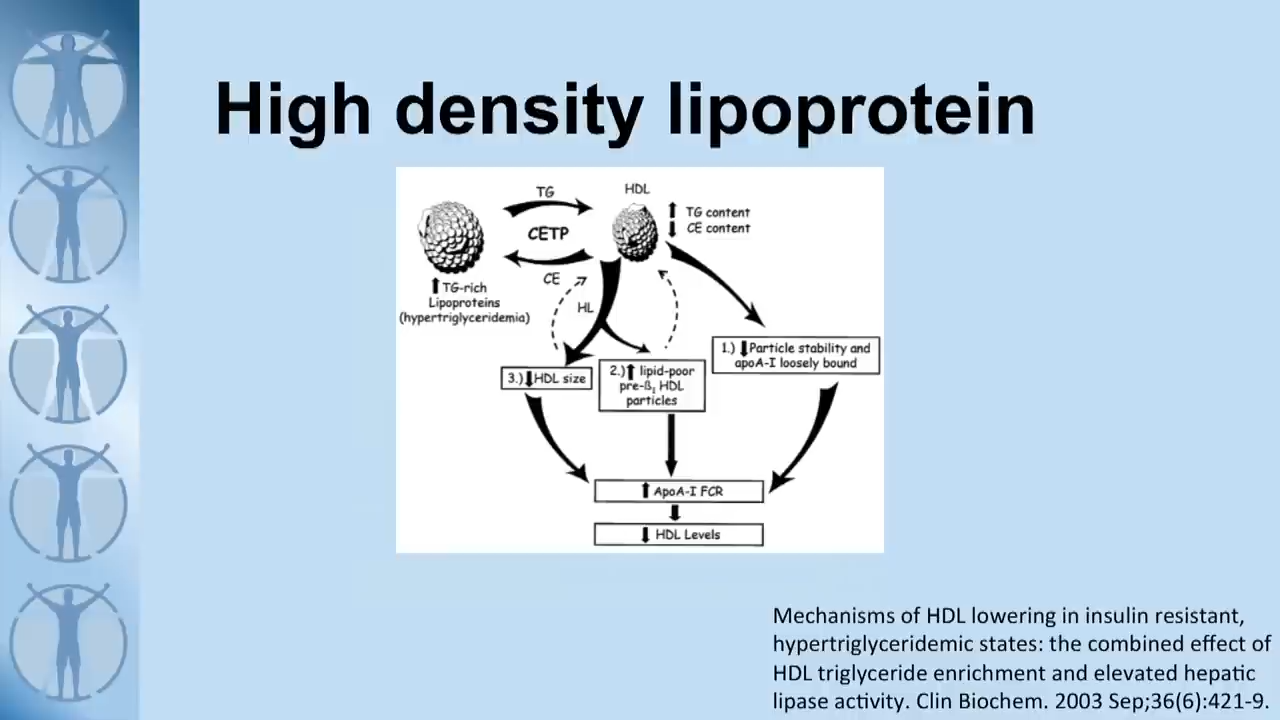 High density lipoprotein
TG
HDL
⬆ TG content
⬇ CE content
CETP
CE
⬆ TG-rich
Lipoproteins
(hypertriglyceridemia)
HL
1.) ⬇ Particle stability and
apoA-I loosely bound
3.) ⬇ HDL size
2.) ⬆ lipid-poor
pre-ß₁ HDL
particles
⬆ ApoA-I FCR
⬇ HDL Levels
Mechanisms of HDL lowering in insulin resistant,
hypertriglyceridemic states: the combined effect of
HDL triglyceride enrichment and elevated hepatic
lipase activity. Clin Biochem. 2003 Sep;36(6):421-9.